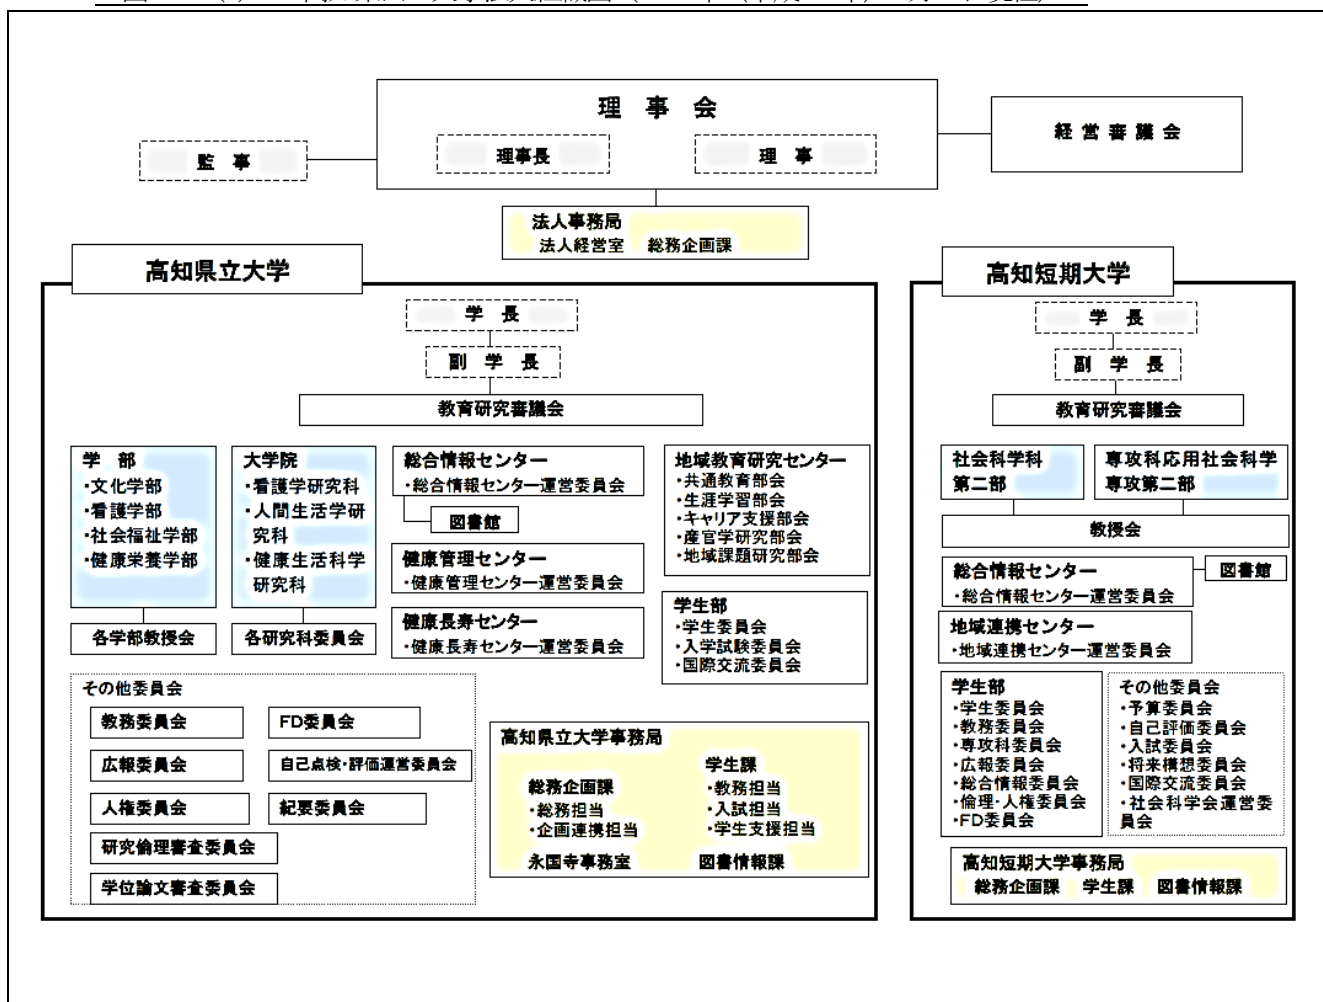 理 事 会
理事長
理 事
監 事
経 営 審 議 会
法人事務局
法人経営室 総務企画課
高知県立大学
学 長
副 学 長
教育研究審議会
学 部
・文化学部
・看護学部
・社会福祉学部
・健康栄養学部
各学部教授会
大学院
・看護学研究科
・人間生活学研
究科
・健康生活科学
研究科
各研究科委員会
総合情報センター
・総合情報センター運営委員会
図書館
健康管理センター
・健康管理センター運営委員会
健康長寿センター
・健康長寿センター運営委員会
地域教育研究センター
・共通教育部会
・生涯学習部会
・キャリア支援部会
・産官学研究部会
・地域課題研究部会
学生部
・学生委員会
・入学試験委員会
・国際交流委員会
その他委員会
教務委員会
FD委員会
広報委員会
自己点検・評価運営委員会
人権委員会
紀要委員会
研究倫理審査委員会
学位論文審査委員会
高知県立大学事務局
総務企画課
・総務担当
・企画連携担当
永国寺事務室
学生課
・教務担当
・入試担当
・学生支援担当
図書情報課
高知短期大学
学 長
副 学 長
教育研究審議会
社会科学科
第二部
専攻科応用社会科学
専攻第二部
教授会
総合情報センター
・総合情報センター運営委員会
図書館
地域連携センター
・地域連携センター運営委員会
学生部
・学生委員会
・教務委員会
・専攻科委員会
・広報委員会
・総合情報委員会
・倫理・人権委員会
・FD委員会
その他委員会
・予算委員会
・自己評価委員会
・入試委員会
・将来構想委員会
・国際交流委員会
・社会科学会運営委
員会
高知短期大学事務局
総務企画課 学生課 図書情報課